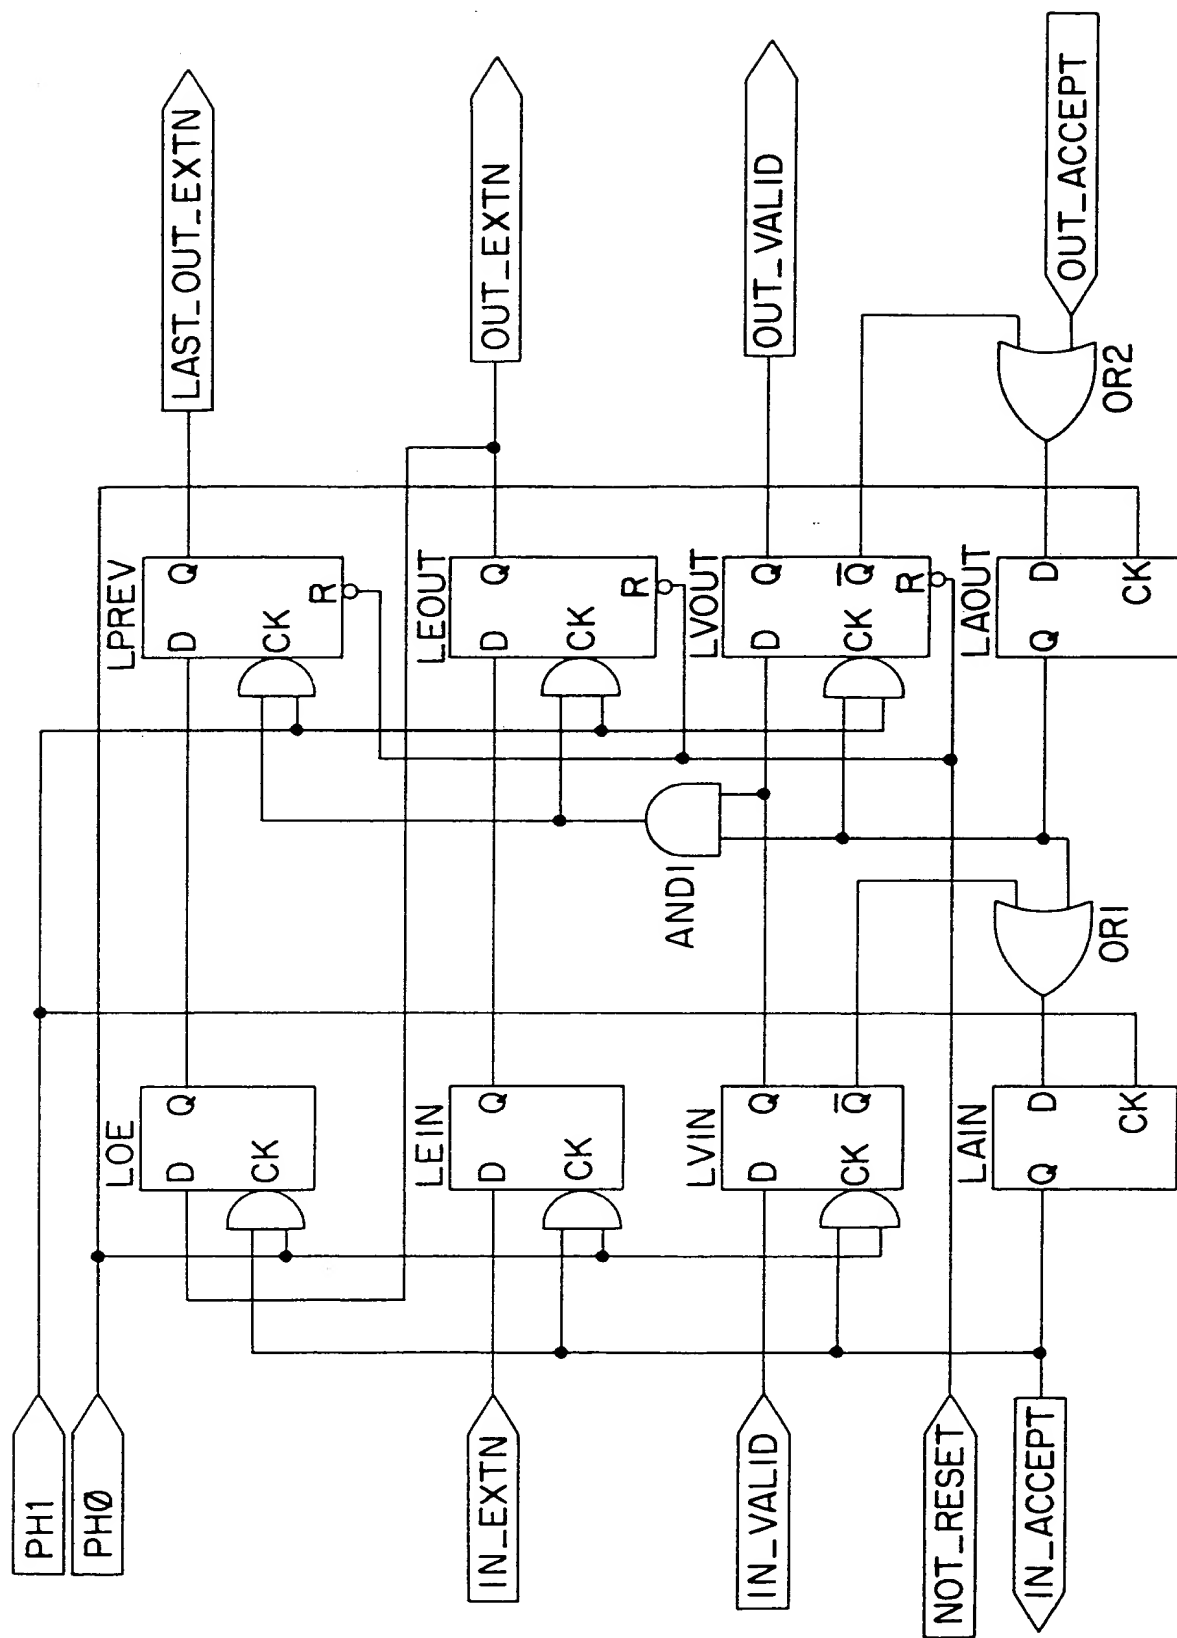 PH1
PHØ
IN_EXTN
IN_VALID
NOT_RESET
IN_ACCEPT
LOE
D
Q
CK
LEIN
D
Q
CK
LVIN
D
Q
CK
Q̅
LAIN
Q
D
CK
OR1
AND1
LPREV
D
Q
CK
R
LEOUT
D
Q
CK
R
LVOUT
D
Q
CK
Q̅
R
LAOUT
Q
D
CK
OR2
LAST_OUT_EXTN
OUT_EXTN
OUT_VALID
OUT_ACCEPT